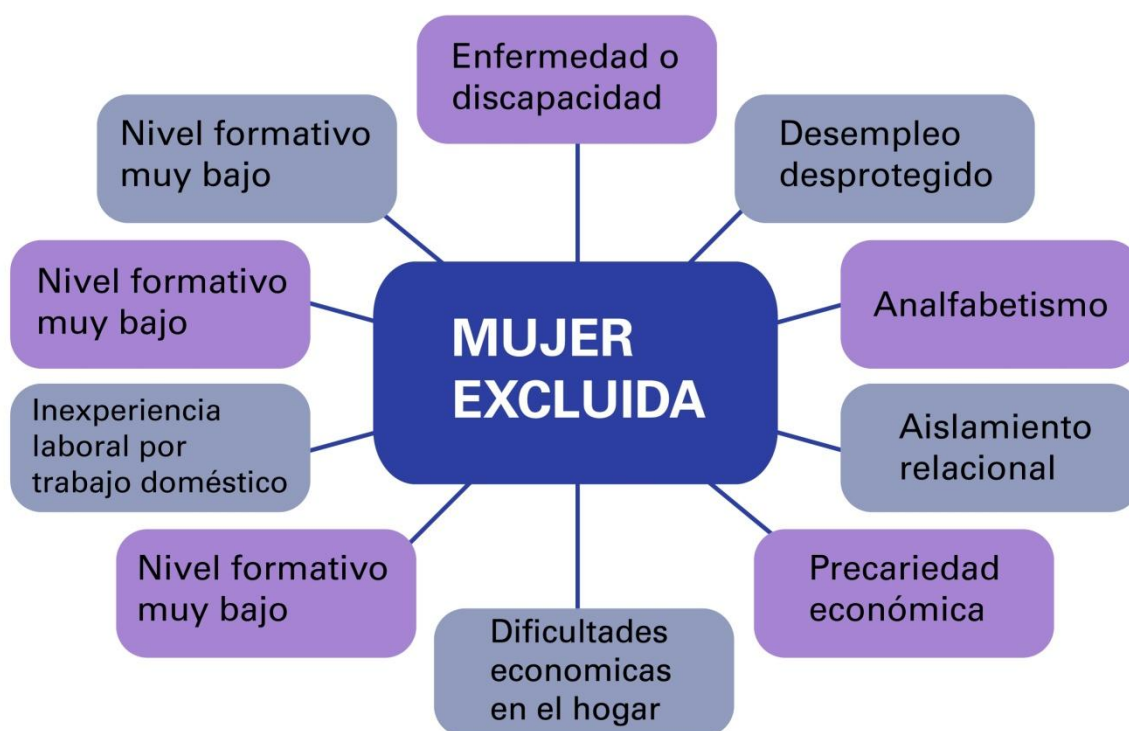 Enfermedad o
discapacidad
Nivel formativo
muy bajo
Desempleo
desprotegido
Nivel formativo
muy bajo
MUJER
EXCLUIDA
Analfabetismo
Inexperiencia
laboral por
trabajo doméstico
Aislamiento
relacional
Nivel formativo
muy bajo
Precariedad
económica
Dificultades
economicas
en el hogar